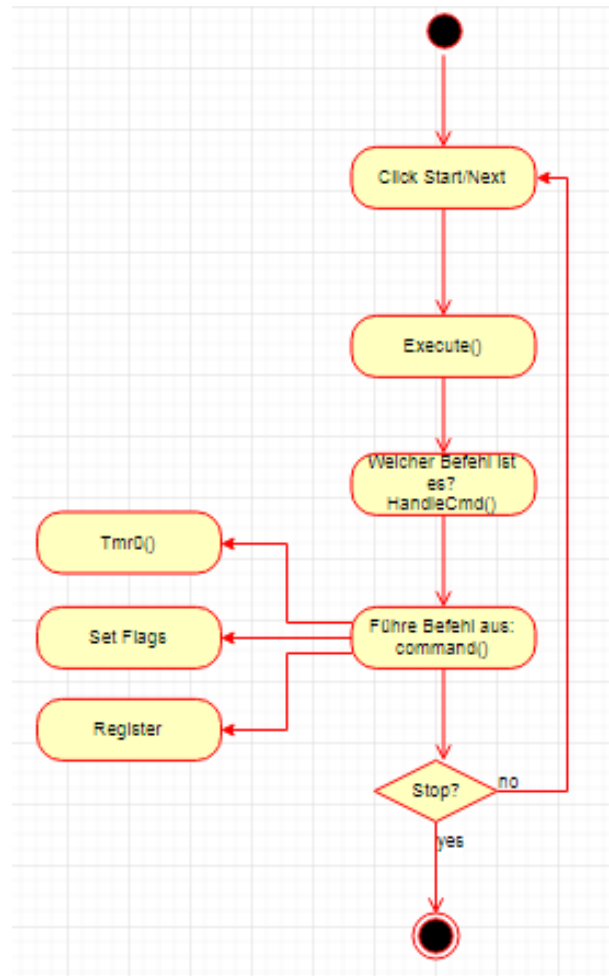 Click Start/Next
Execute()
Welcher Befehl ist
es?
HandleCmd()
Tmr0()
Set Flags
Führe Befehl aus:
command()
Register
Stop?
no
yes